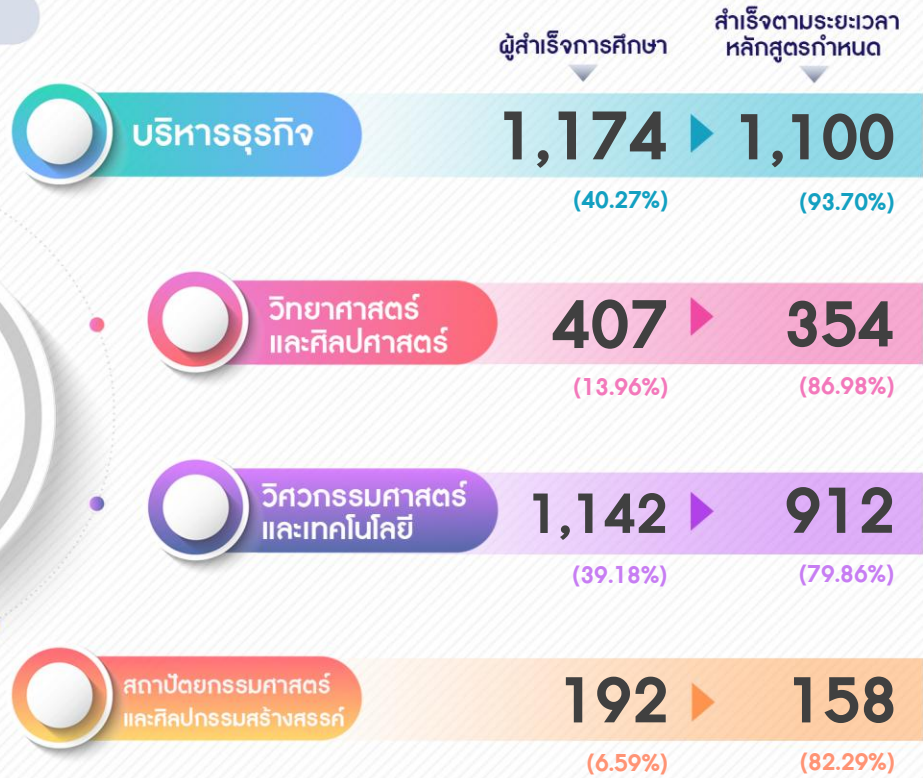 ผู้สำเร็จการศึกษา
สำเร็จตามระยะเวลา
หลักสูตรกำหนด
บริหารธุรกิจ
1,174
1,100
(40.27%)
(93.70%)
วิทยาศาสตร์
และศิลปศาสตร์
407
354
(13.96%)
(86.98%)
วิศวกรรมศาสตร์
และเทคโนโลยี
1,142
912
(39.18%)
(79.86%)
สถาปัตยกรรมศาสตร์
และศิลปกรรมสร้างสรรค์
192
158
(6.59%)
(82.29%)